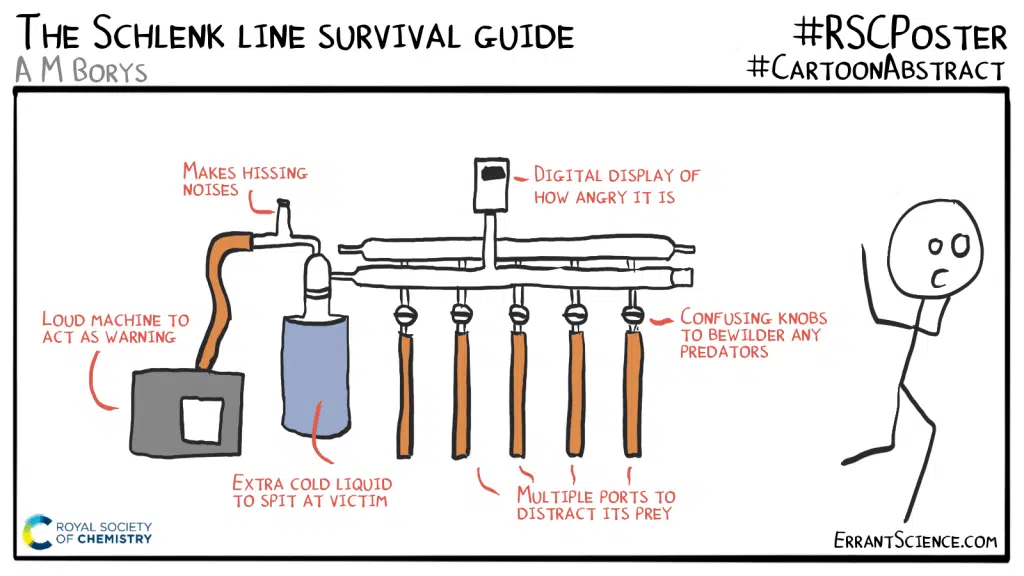 The Schlenk line survival guide
A M Borys
#RSCPoster
#CartoonAbstract
Makes hissing
noises
Digital display of
how angry it is
Loud machine to
act as warning
Confusing knobs
to bewilder any
predators
Extra cold liquid
to spit at victim
Multiple ports to
distract its prey
ROYAL SOCIETY
OF CHEMISTRY
ErrantScience.com